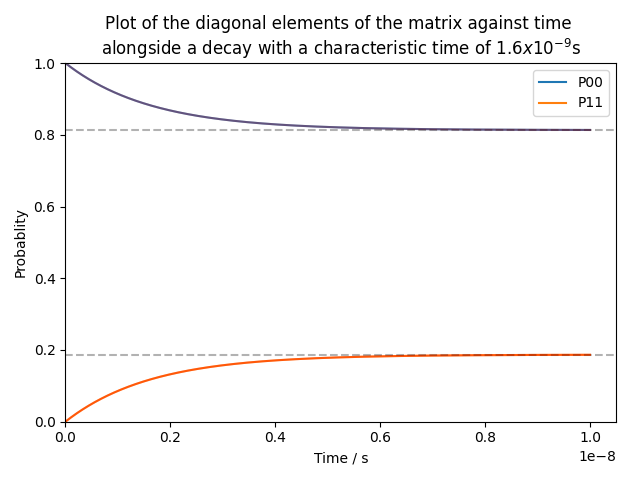 Plot of the diagonal elements of the matrix against time
alongside a decay with a characteristic time of 1.6x10⁻⁹s
1.0
0.8
0.6
0.4
0.2
0.0
Probablity
P00
P11
0.0 0.2 0.4 0.6 0.8 1.0
1e−8
Time / s